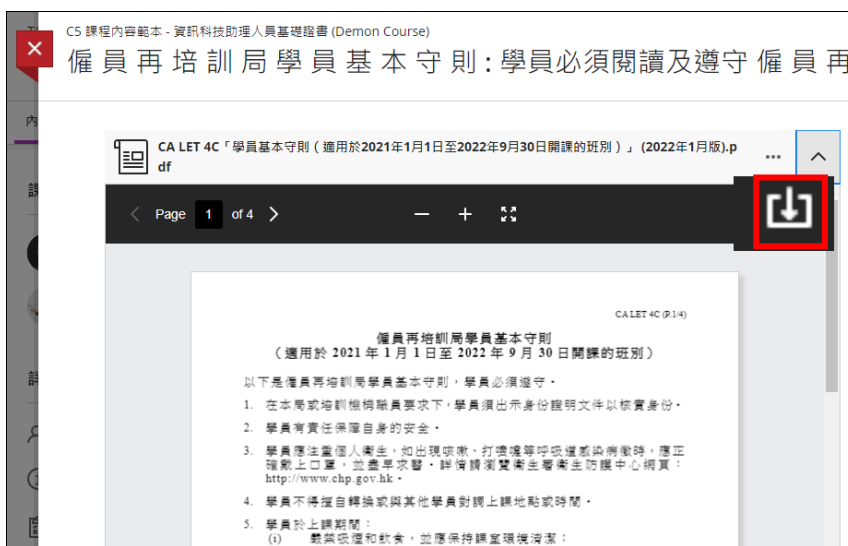 C5 課程內容範本 - 資訊科技助理人員基礎證書 (Demon Course)
僱 員 再 培 訓 局 學 員 基 本 守 則 : 學員必須閱讀及遵守 僱 員 再
內
CA LET 4C「學員基本守則 ( 適用於2021年1月1日至2022年9月30日開課的班別 ) 」 (2022年1月版).p
df
Page 1 of 4
CA LET 4C (P.1/4)
僱員再培訓局學員基本守則
（適用於 2021 年 1 月 1 日至 2022 年 9 月 30 日開課的班別）
以下是僱員再培訓局學員基本守則，學員必須遵守。
1. 在本局或培訓機構職員要求下，學員須出示身份證明文件以核實身份。
2. 學員有責任保障自身的安全。
3. 學員應注重個人衛生，如出現咳嗽、打噴嚏等呼吸道感染病徵時，應正
確戴上口罩，並盡早求醫。詳情請瀏覽衛生署衛生防護中心網頁：
http://www.chp.gov.hk。
4. 學員不得擅自轉換或與其他學員對調上課地點或時間。
5. 學員於上課期間：
(i) 嚴禁吸煙和飲食，並應保持課室環境清潔；